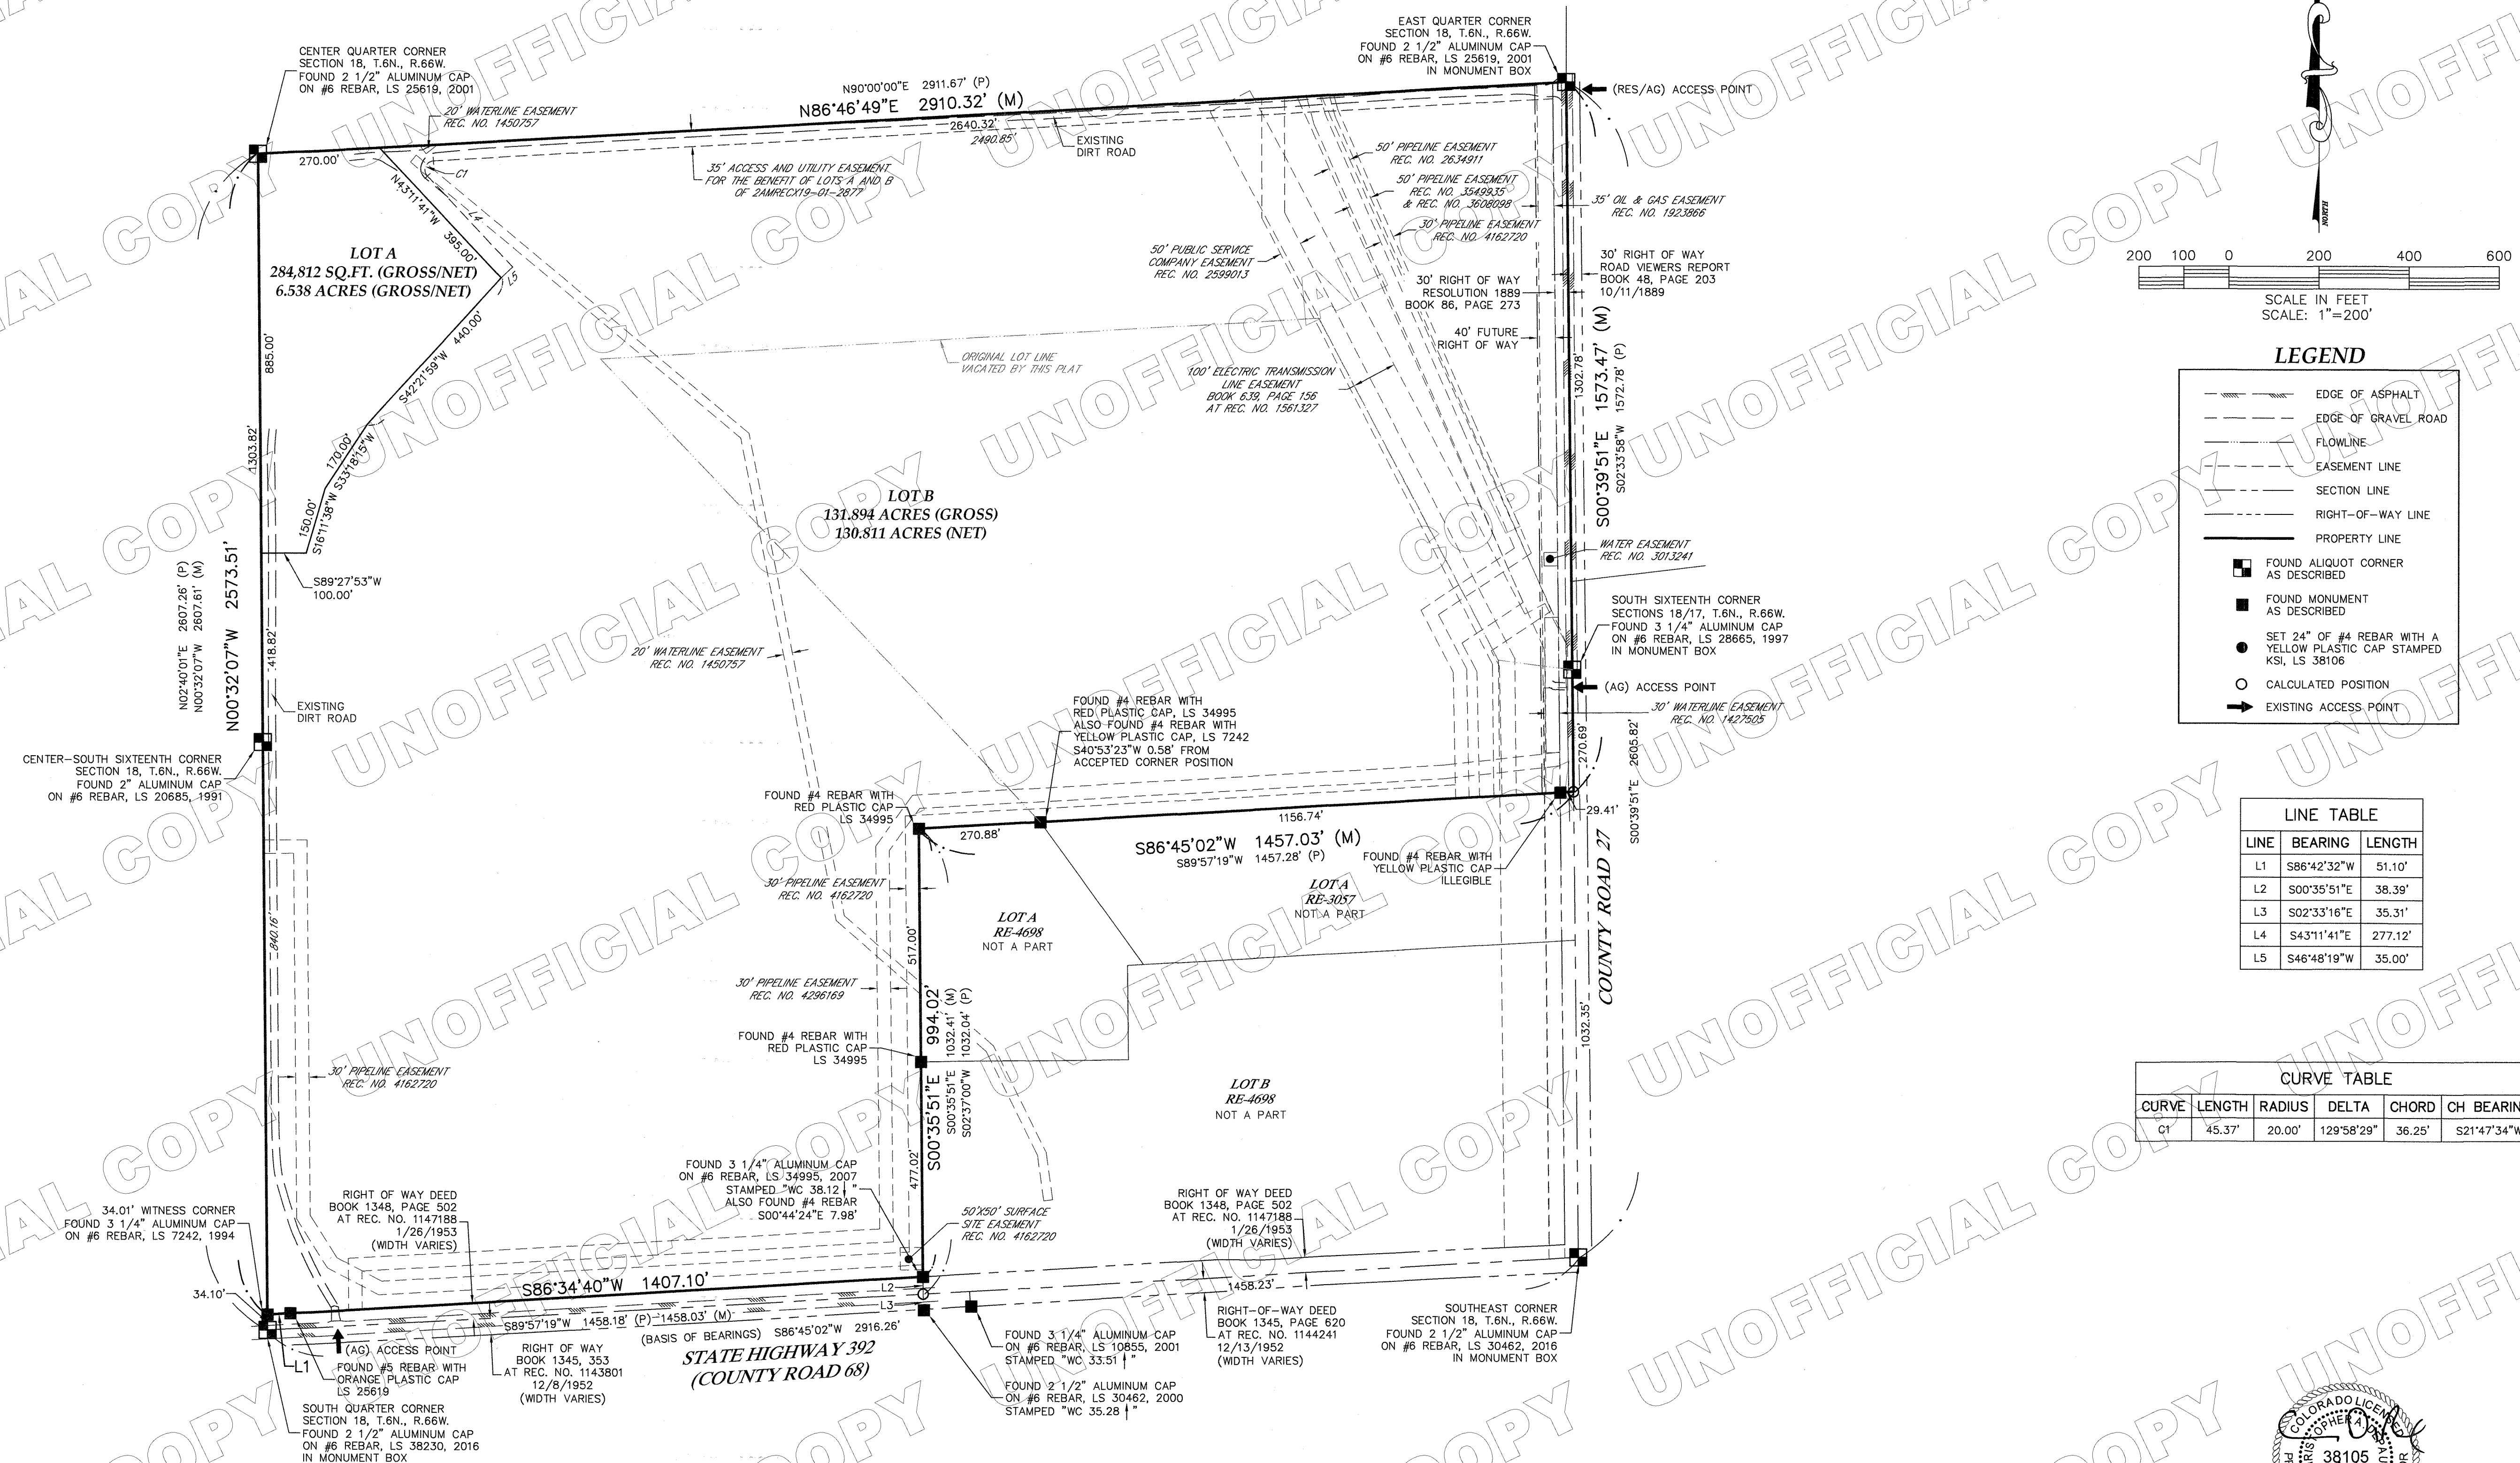 CENTER QUARTER CORNER
SECTION 18, T.6N., R.66W.
FOUND 2 1/2" ALUMINUM CAP
ON #6 REBAR, LS 25619, 2001
20' WATERLINE EASEMENT
REC. NO. 1450757
N90°00'00"E 2911.67' (P)
N86°46'49"E 2910.32' (M)
2640.32'
2490.85'
EAST QUARTER CORNER
SECTION 18, T.6N., R.66W.
FOUND 2 1/2" ALUMINUM CAP
ON #6 REBAR, LS 25619, 2001
IN MONUMENT BOX
(RES/AG) ACCESS POINT
270.00'
C1
EXISTING
DIRT ROAD
35' ACCESS AND UTILITY EASEMENT
FOR THE BENEFIT OF LOTS A AND B
OF 2AMRECX19-01-2877
N43°11'41"W 395.00'
L4
L5
LOT A
284,812 SQ.FT. (GROSS/NET)
6.538 ACRES (GROSS/NET)
50' PIPELINE EASEMENT
REC. NO. 2634911
50' PIPELINE EASEMENT
REC. NO. 3549935
& REC. NO. 3608098
30' PIPELINE EASEMENT
REC. NO. 4162720
35' OIL & GAS EASEMENT
REC. NO. 1923866
50' PUBLIC SERVICE
COMPANY EASEMENT
REC. NO. 2599013
30' RIGHT OF WAY
RESOLUTION 1889
BOOK 86, PAGE 273
30' RIGHT OF WAY
ROAD VIEWERS REPORT
BOOK 48, PAGE 203
10/11/1889
40' FUTURE
RIGHT OF WAY
885.00'
S42°21'59"W 440.00'
ORIGINAL LOT LINE
VACATED BY THIS PLAT
100' ELECTRIC TRANSMISSION
LINE EASEMENT
BOOK 639, PAGE 156
AT REC. NO. 1561327
1302.78'
S00°39'51"E 1573.47' (M)
S02°33'58"W 1572.78' (P)
1303.82'
170.00'
S33°18'15"W
150.00'
S16°11'38"W
S89°27'53"W
100.00'
LOT B
131.894 ACRES (GROSS)
130.811 ACRES (NET)
WATER EASEMENT
REC. NO. 3013241
N02°40'01"E 2607.26' (P)
N00°32'07"W 2607.61' (M)
N00°32'07"W 2573.51'
418.82'
EXISTING
DIRT ROAD
20' WATERLINE EASEMENT
REC. NO. 1450757
SOUTH SIXTEENTH CORNER
SECTIONS 18/17, T.6N., R.66W.
FOUND 3 1/4" ALUMINUM CAP
ON #6 REBAR, LS 28665, 1997
IN MONUMENT BOX
(AG) ACCESS POINT
30' WATERLINE EASEMENT
REC. NO. 1427505
CENTER-SOUTH SIXTEENTH CORNER
SECTION 18, T.6N., R.66W.
FOUND 2" ALUMINUM CAP
ON #6 REBAR, LS 20685, 1991
FOUND #4 REBAR WITH
RED PLASTIC CAP, LS 34995
ALSO FOUND #4 REBAR WITH
YELLOW PLASTIC CAP, LS 7242
S40°53'23"W 0.58' FROM
ACCEPTED CORNER POSITION
270.69'
S00°39'51"E 2605.82'
FOUND #4 REBAR WITH
RED PLASTIC CAP
LS 34995
270.88'
1156.74'
29.41'
S86°45'02"W 1457.03' (M)
S89°57'19"W 1457.28' (P)
FOUND #4 REBAR WITH
YELLOW PLASTIC CAP
ILLEGIBLE
30' PIPELINE EASEMENT
REC. NO. 4162720
LOT A
RE-4698
NOT A PART
LOT A
RE-3057
NOT A PART
COUNTY ROAD 27
840.16'
517.00'
30' PIPELINE EASEMENT
REC. NO. 4296169
S00°35'51"E 994.02'
S00°35'51"E 1032.41' (M)
S02°37'00"W 1032.04' (P)
1032.35'
FOUND #4 REBAR WITH
RED PLASTIC CAP
LS 34995
30' PIPELINE EASEMENT
REC. NO. 4162720
LOT B
RE-4698
NOT A PART
477.02'
FOUND 3 1/4" ALUMINUM CAP
ON #6 REBAR, LS 34995, 2007
STAMPED "WC 38.12 "
ALSO FOUND #4 REBAR
S00°44'24"E 7.98'
50'X50' SURFACE
SITE EASEMENT
REC. NO. 4162720
34.01' WITNESS CORNER
FOUND 3 1/4" ALUMINUM CAP
ON #6 REBAR, LS 7242, 1994
RIGHT OF WAY DEED
BOOK 1348, PAGE 502
AT REC. NO. 1147188
1/26/1953
(WIDTH VARIES)
RIGHT OF WAY DEED
BOOK 1348, PAGE 502
AT REC. NO. 1147188
1/26/1953
(WIDTH VARIES)
34.10'
S86°34'40"W 1407.10'
L2
L3
1458.23'
S89°57'19"W 1458.18' (P) 1458.03' (M)
(BASIS OF BEARINGS) S86°45'02"W 2916.26'
STATE HIGHWAY 392
(COUNTY ROAD 68)
L1
(AG) ACCESS POINT
FOUND #5 REBAR WITH
ORANGE PLASTIC CAP
LS 25619
RIGHT OF WAY
BOOK 1345, 353
AT REC. NO. 1143801
12/8/1952
(WIDTH VARIES)
SOUTH QUARTER CORNER
SECTION 18, T.6N., R.66W.
FOUND 2 1/2" ALUMINUM CAP
ON #6 REBAR, LS 38230, 2016
IN MONUMENT BOX
FOUND 3 1/4" ALUMINUM CAP
ON #6 REBAR, LS 10855, 2001
STAMPED "WC 33.51 "
FOUND 2 1/2" ALUMINUM CAP
ON #6 REBAR, LS 30462, 2000
STAMPED "WC 35.28 "
RIGHT-OF-WAY DEED
BOOK 1345, PAGE 620
AT REC. NO. 1144241
12/13/1952
(WIDTH VARIES)
SOUTHEAST CORNER
SECTION 18, T.6N., R.66W.
FOUND 2 1/2" ALUMINUM CAP
ON #6 REBAR, LS 30462, 2016
IN MONUMENT BOX
NORTH
200 100 0 200 400 600
SCALE IN FEET
SCALE: 1"=200'
LEGEND
EDGE OF ASPHALT
EDGE OF GRAVEL ROAD
FLOWLINE
EASEMENT LINE
SECTION LINE
RIGHT-OF-WAY LINE
PROPERTY LINE
FOUND ALIQUOT CORNER
AS DESCRIBED
FOUND MONUMENT
AS DESCRIBED
SET 24" OF #4 REBAR WITH A
YELLOW PLASTIC CAP STAMPED
KSI, LS 38106
CALCULATED POSITION
EXISTING ACCESS POINT
LINE TABLE
LINE BEARING LENGTH
L1 S86°42'32"W 51.10'
L2 S00°35'51"E 38.39'
L3 S02°33'16"E 35.31'
L4 S43°11'41"E 277.12'
L5 S46°48'19"W 35.00'
CURVE TABLE
CURVE LENGTH RADIUS DELTA CHORD CH BEARIN
C1 45.37' 20.00' 129°58'29" 36.25' S21°47'34"W
COLORADO LICENSED
38105
UNOFFICIAL COPY